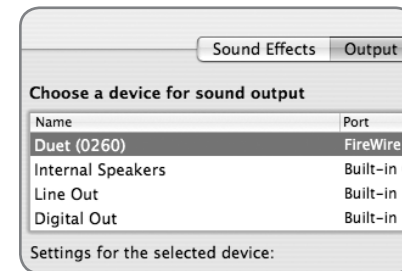 Sound Effects Output
Choose a device for sound output
Name Port
Duet (0260) FireWire
Internal Speakers Built-in
Line Out Built-in
Digital Out Built-in
Settings for the selected device: